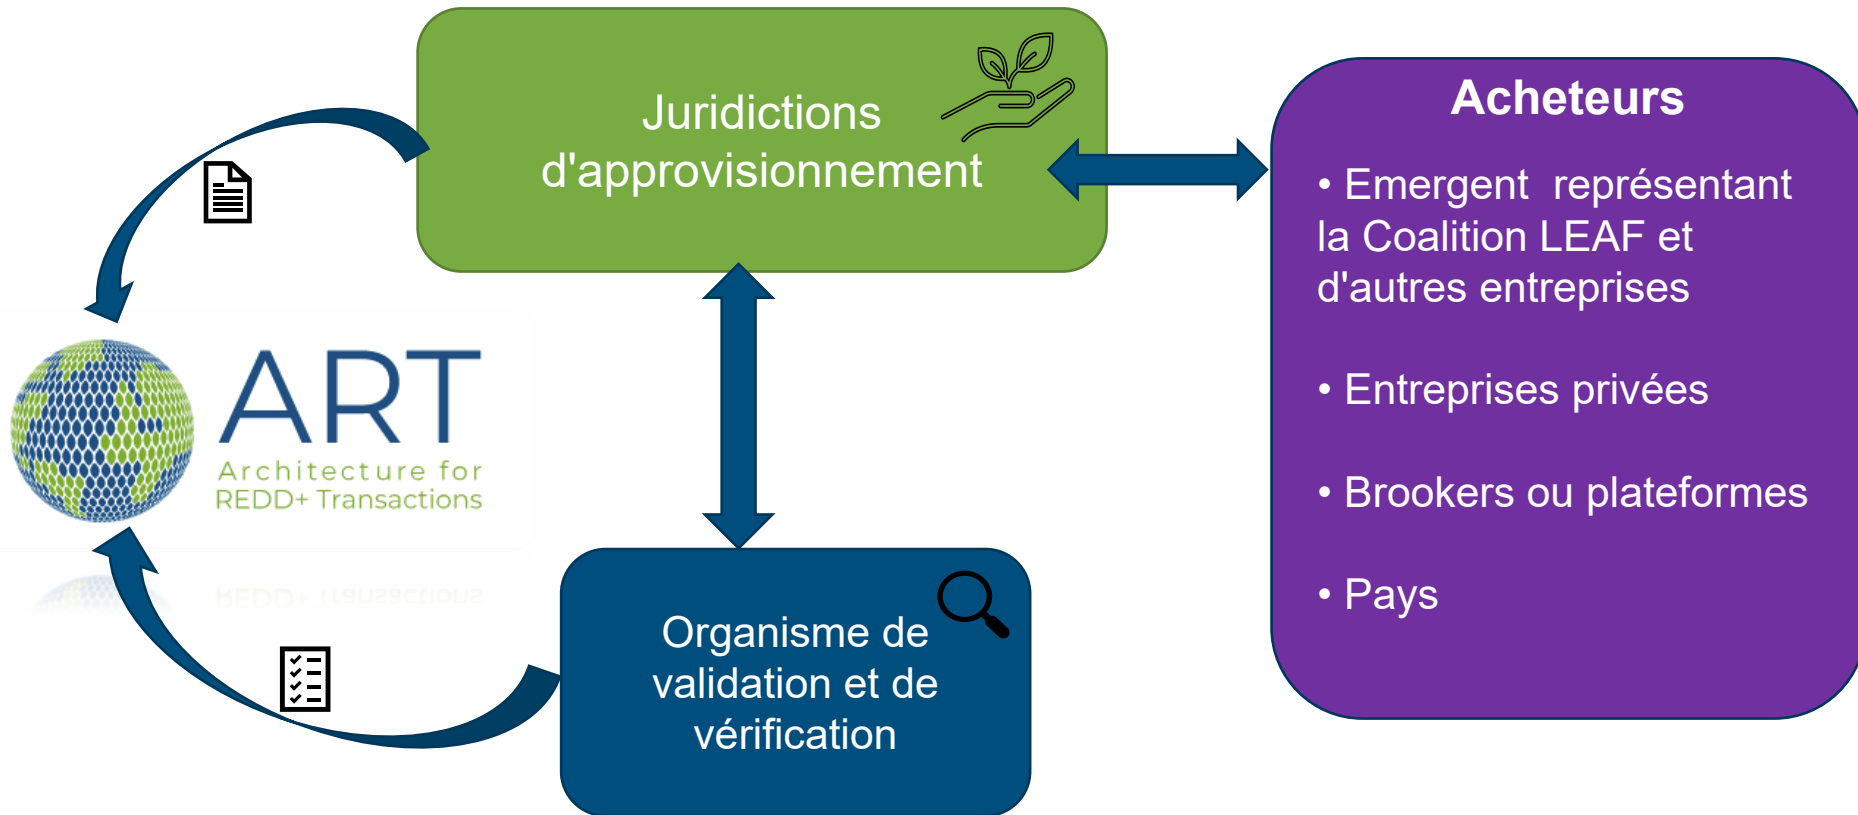 Juridictions
d'approvisionnement
Acheteurs
• Emergent  représentant
la Coalition LEAF et
d'autres entreprises
• Entreprises privées
• Brookers ou plateformes
• Pays
ART
Architecture for
REDD+ Transactions
Organisme de
validation et de
vérification